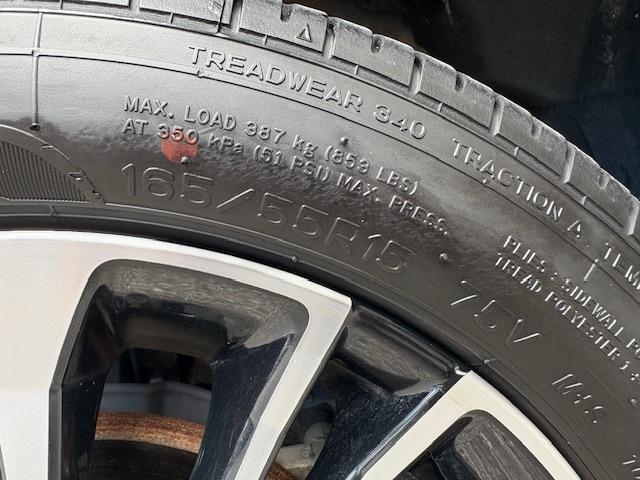 TREADWEAR 340 TRACTION A
MAX. LOAD 387 kg (853 LBS)
AT 350 kPa (51 PSI) MAX. PRESS.
165/55R15 75V M+S
PLIES : SIDEWALL
TREAD POLYESTER